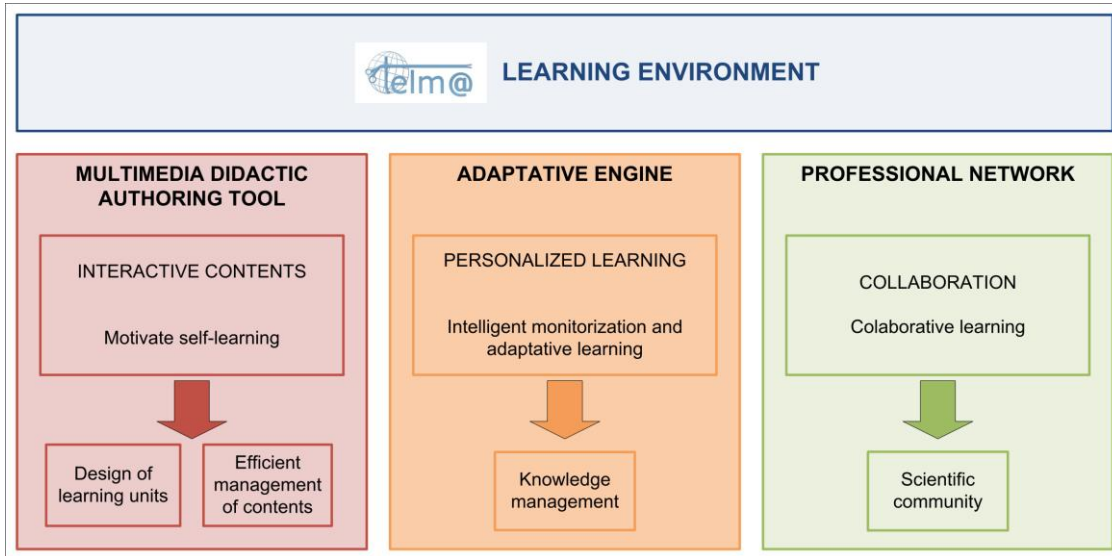 telm@
LEARNING ENVIRONMENT
MULTIMEDIA DIDACTIC
AUTHORING TOOL
INTERACTIVE CONTENTS
Motivate self-learning
Design of
learning units
Efficient
management
of contents
ADAPTATIVE ENGINE
PERSONALIZED LEARNING
Intelligent monitorization and
adaptative learning
Knowledge
management
PROFESSIONAL NETWORK
COLLABORATION
Colaborative learning
Scientific
community